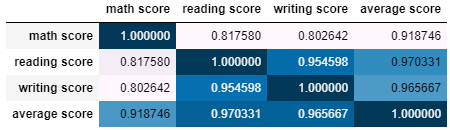 math score reading score writing score average score
math score 1.000000 0.817580 0.802642 0.918746
reading score 0.817580 1.000000 0.954598 0.970331
writing score 0.802642 0.954598 1.000000 0.965667
average score 0.918746 0.970331 0.965667 1.000000